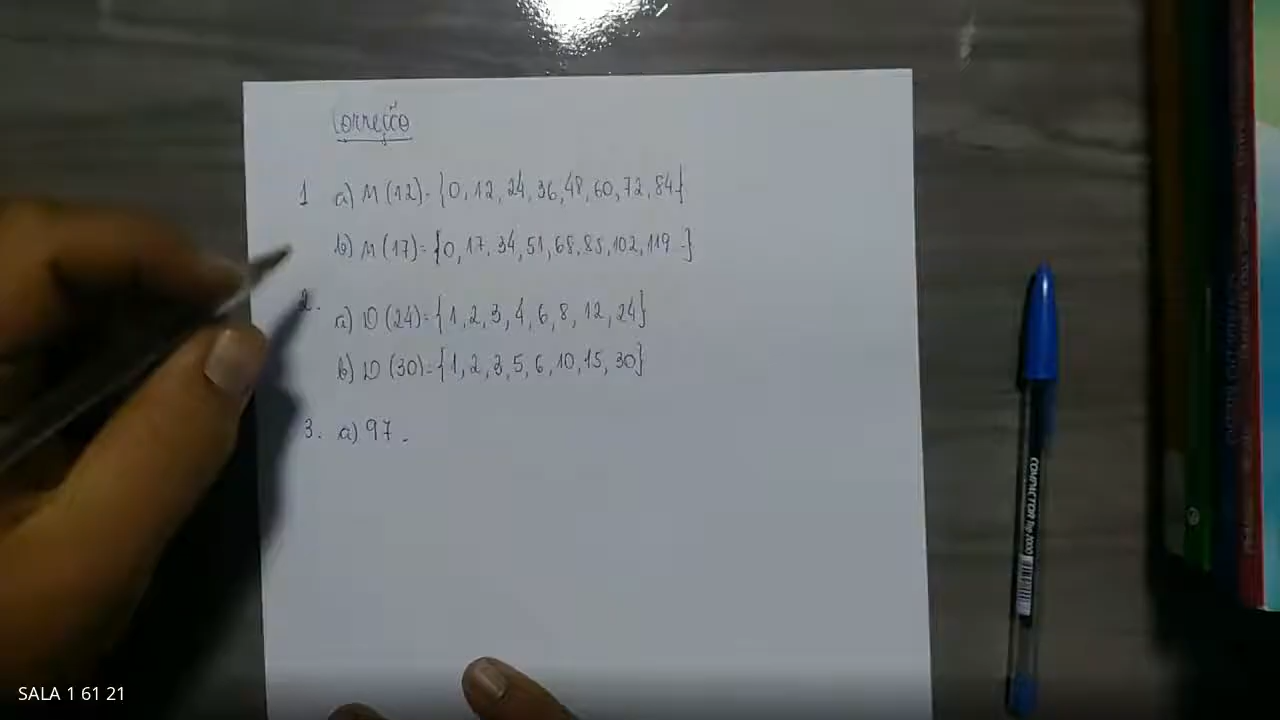 Correção
1 a) M (12) = {0, 12, 24, 36, 48, 60, 72, 84}
b) M (17) = {0, 17, 34, 51, 68, 85, 102, 119 .}
2. a) D (24) = {1, 2, 3, 4, 6, 8, 12, 24}
b) D (30) = {1, 2, 3, 5, 6, 10, 15, 30}
3. a) 97 .
COMPACTOR
SALA 1 61 21